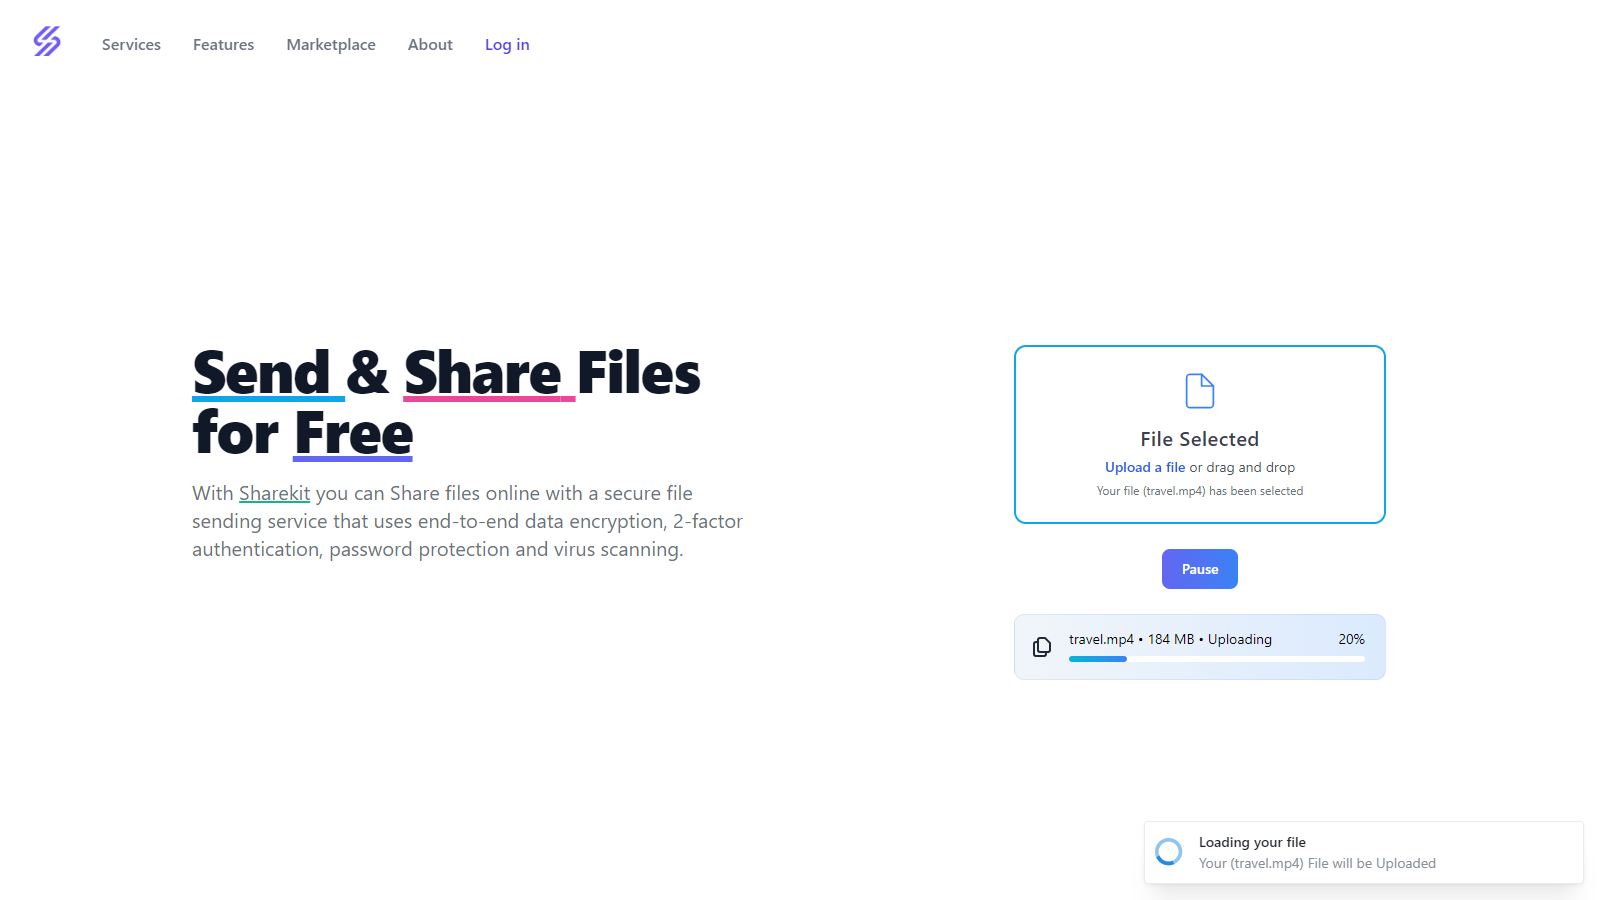 Services
Features
Marketplace
About
Log in
Send & Share Files
for Free
With Sharekit you can Share files online with a secure file
sending service that uses end-to-end data encryption, 2-factor
authentication, password protection and virus scanning.
File Selected
Upload a file or drag and drop
Your file (travel.mp4) has been selected
Pause
travel.mp4 • 184 MB • Uploading 20%
Loading your file
Your (travel.mp4) File will be Uploaded